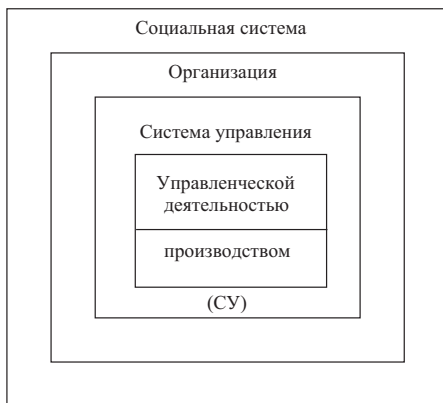 Социальная система
Организация
Система управления
Управленческой
деятельностью
производством
(СУ)